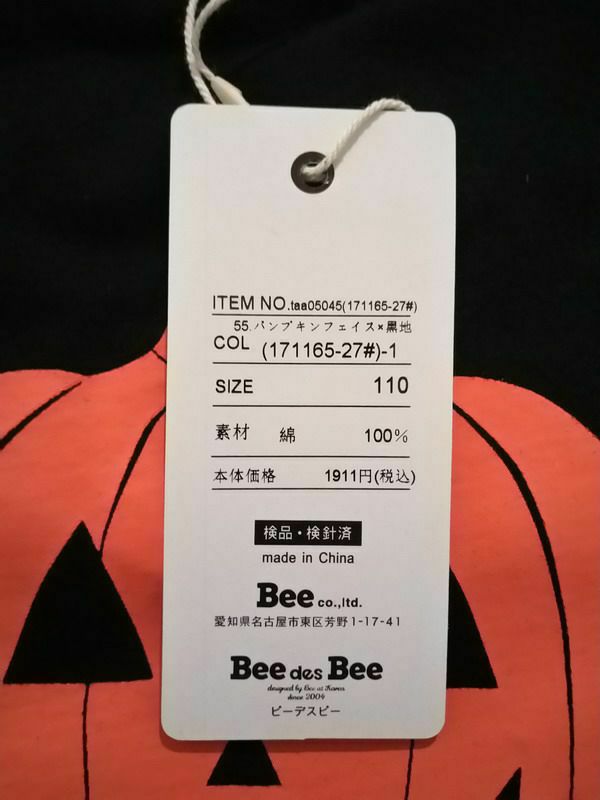 ITEM NO.taa05045(171165-27#)
55.パンプキンフェイス×黒地
COL (171165-27#)-1
SIZE 110
素材 綿 100%
本体価格 1911円(税込)
検品・検針済
made in China
Bee co.,ltd.
愛知県名古屋市東区芳野1-17-41
Bee des Bee
designed by Bee at Korea
since 2004
ビーデスビー